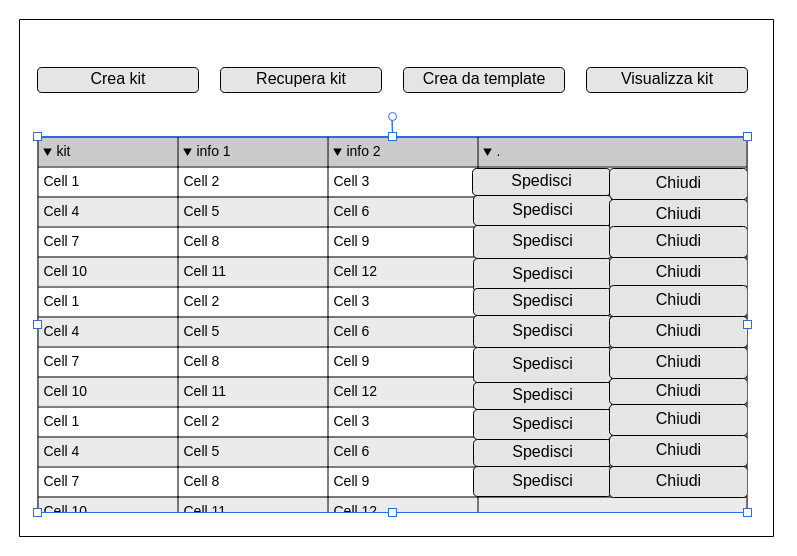 Crea kit Recupera kit Crea da template Visualizza kit
▼ kit ▼ info 1 ▼ info 2 ▼ .
Cell 1 Cell 2 Cell 3 Spedisci Chiudi
Cell 4 Cell 5 Cell 6 Spedisci Chiudi
Cell 7 Cell 8 Cell 9 Spedisci Chiudi
Cell 10 Cell 11 Cell 12 Spedisci Chiudi
Cell 1 Cell 2 Cell 3 Spedisci Chiudi
Cell 4 Cell 5 Cell 6 Spedisci Chiudi
Cell 7 Cell 8 Cell 9 Spedisci Chiudi
Cell 10 Cell 11 Cell 12 Spedisci Chiudi
Cell 1 Cell 2 Cell 3 Spedisci Chiudi
Cell 4 Cell 5 Cell 6 Spedisci Chiudi
Cell 7 Cell 8 Cell 9 Spedisci Chiudi
Cell 10 Cell 11 Cell 12